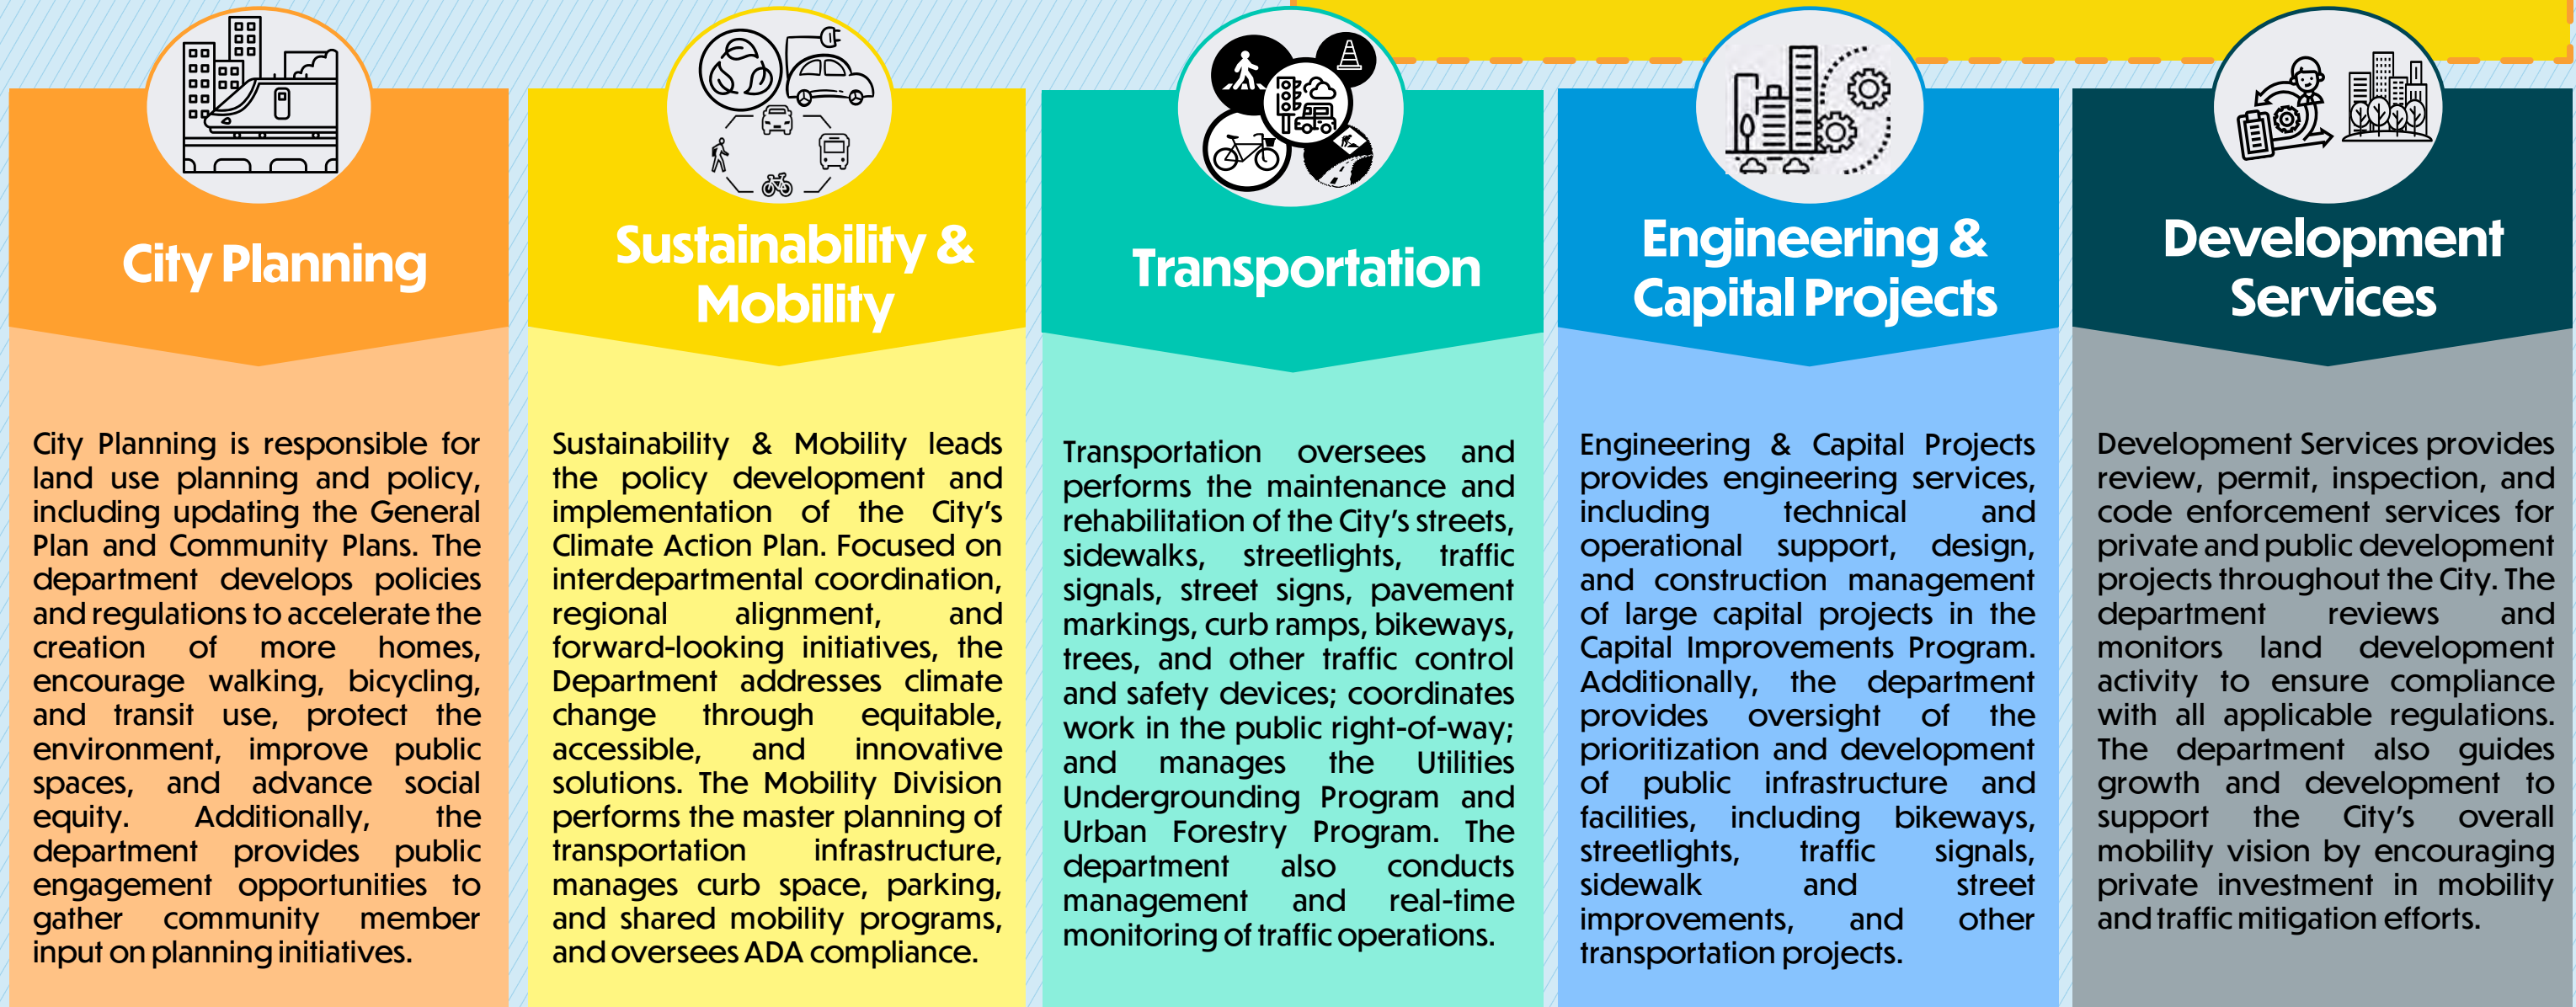 City Planning
City Planning is responsible for
land use planning and policy,
including updating the General
Plan and Community Plans. The
department develops policies
and regulations to accelerate the
creation of more homes,
encourage walking, bicycling,
and transit use, protect the
environment, improve public
spaces, and advance social
equity. Additionally, the
department provides public
engagement opportunities to
gather community member
input on planning initiatives.
Sustainability &
Mobility
Sustainability & Mobility leads
the policy development and
implementation of the City's
Climate Action Plan. Focused on
interdepartmental coordination,
regional alignment, and
forward-looking initiatives, the
Department addresses climate
change through equitable,
accessible, and innovative
solutions. The Mobility Division
performs the master planning of
transportation infrastructure,
manages curb space, parking,
and shared mobility programs,
and oversees ADA compliance.
Transportation
Transportation oversees and
performs the maintenance and
rehabilitation of the City's streets,
sidewalks, streetlights, traffic
signals, street signs, pavement
markings, curb ramps, bikeways,
trees, and other traffic control
and safety devices; coordinates
work in the public right-of-way;
and manages the Utilities
Undergrounding Program and
Urban Forestry Program. The
department also conducts
management and real-time
monitoring of traffic operations.
Engineering &
Capital Projects
Engineering & Capital Projects
provides engineering services,
including technical and
operational support, design,
and construction management
of large capital projects in the
Capital Improvements Program.
Additionally, the department
provides oversight of the
prioritization and development
of public infrastructure and
facilities, including bikeways,
streetlights, traffic signals,
sidewalk and street
improvements, and other
transportation projects.
Development
Services
Development Services provides
review, permit, inspection, and
code enforcement services for
private and public development
projects throughout the City. The
department reviews and
monitors land development
activity to ensure compliance
with all applicable regulations.
The department also guides
growth and development to
support the City's overall
mobility vision by encouraging
private investment in mobility
and traffic mitigation efforts.